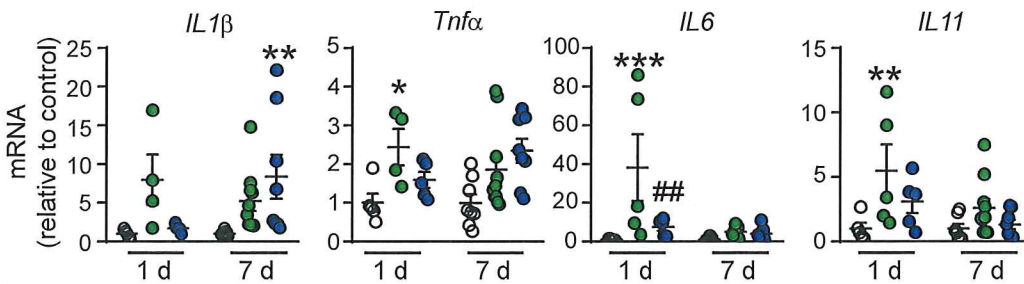 IL1β
Tnfα
IL6
IL11
mRNA
(relative to control)
25
20
15
10
5
0
**
1 d
7 d
5
4
3
2
1
0
*
1 d
7 d
100
80
60
40
20
0
***
##
1 d
7 d
15
10
5
0
**
1 d
7 d